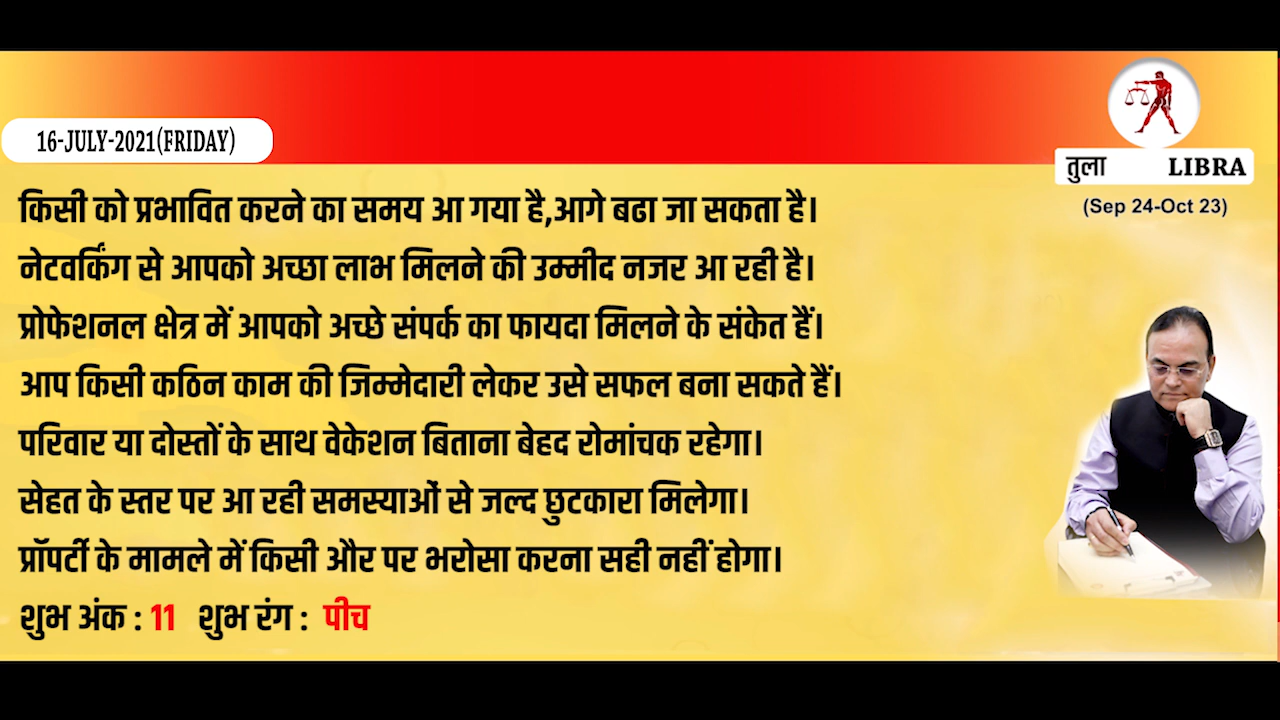 16-JULY-2021(FRIDAY)
तुला LIBRA
(Sep 24-Oct 23)
किसी को प्रभावित करने का समय आ गया है,आगे बढा जा सकता है।
नेटवर्किंग से आपको अच्छा लाभ मिलने की उम्मीद नजर आ रही है।
प्रोफेशनल क्षेत्र में आपको अच्छे संपर्क का फायदा मिलने के संकेत हैं।
आप किसी कठिन काम की जिम्मेदारी लेकर उसे सफल बना सकते हैं।
परिवार या दोस्तों के साथ वेकेशन बिताना बेहद रोमांचक रहेगा।
सेहत के स्तर पर आ रही समस्याओं से जल्द छुटकारा मिलेगा।
प्रॉपर्टी के मामले में किसी और पर भरोसा करना सही नहीं होगा।
शुभ अंक : 11 शुभ रंग : पीच